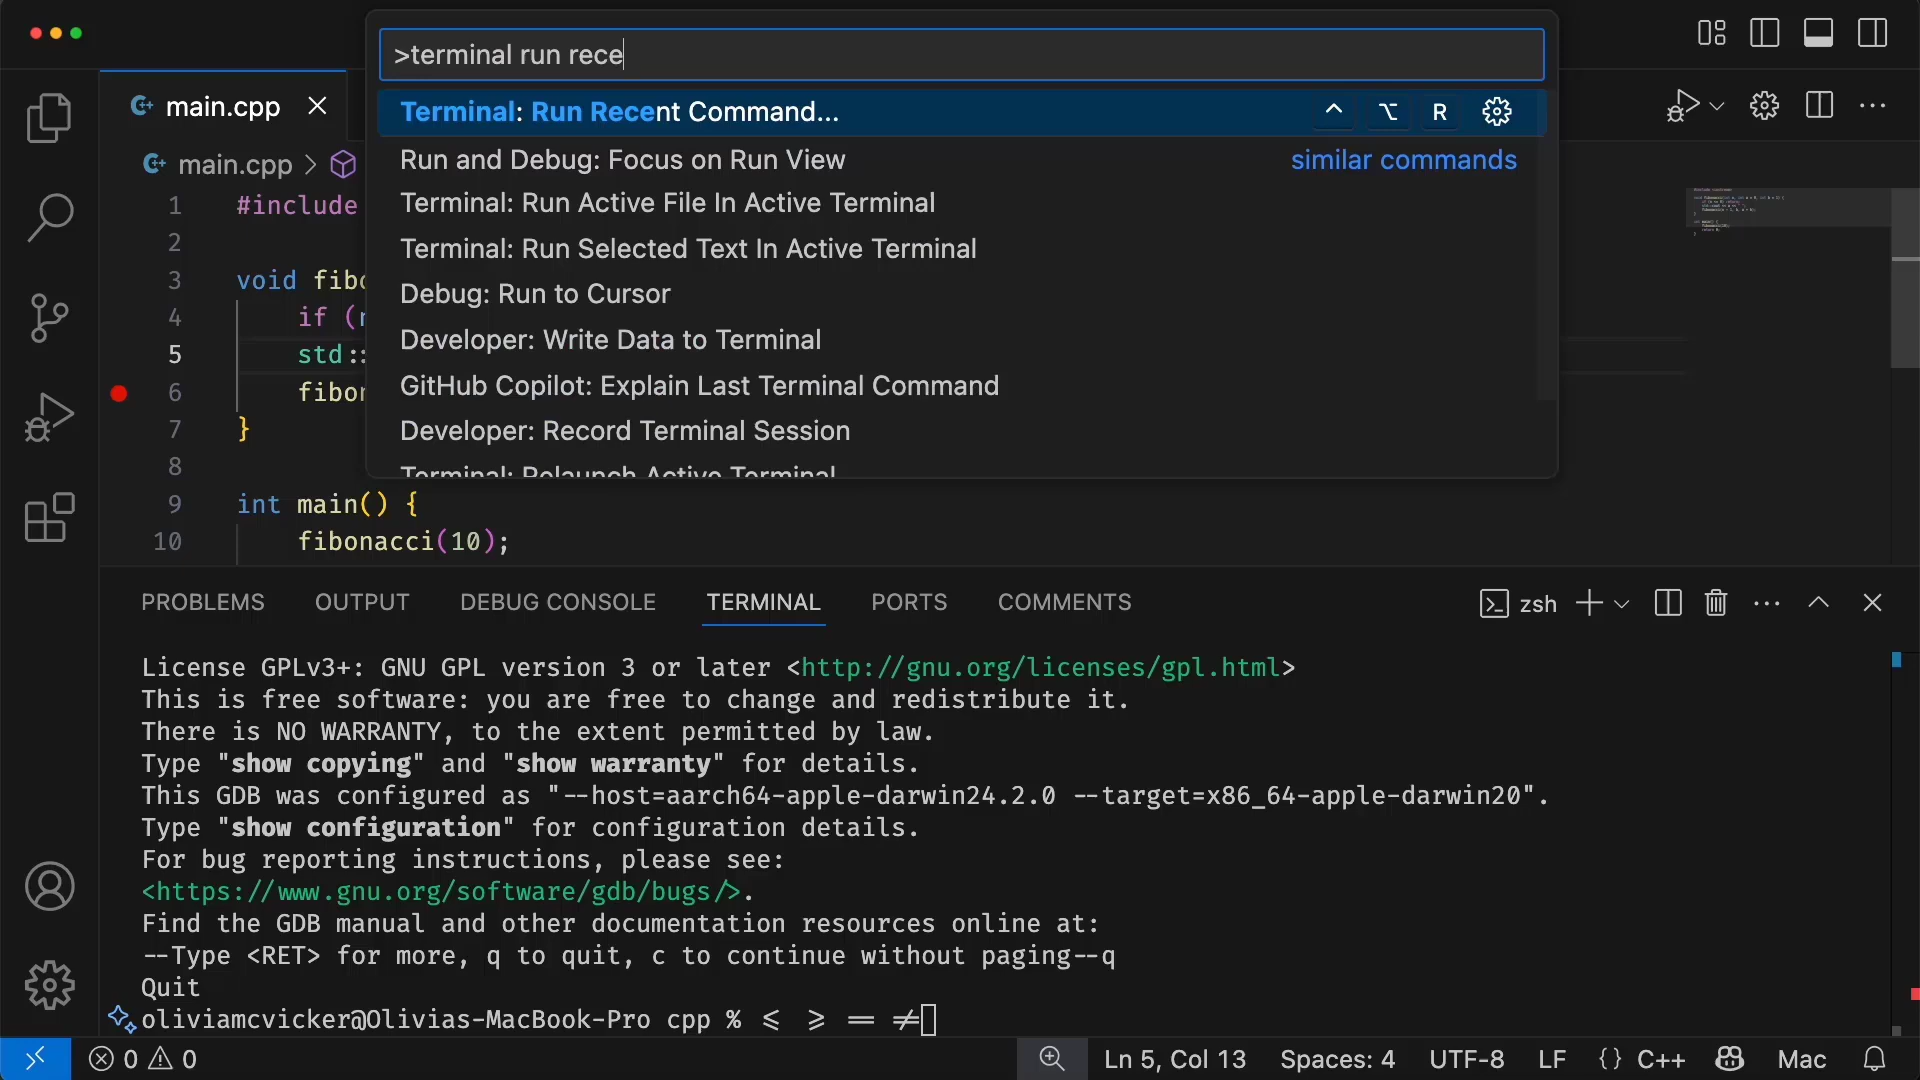 >terminal run rece
main.cpp
Terminal: Run Recent Command... ^ ⌥ R
Run and Debug: Focus on Run View similar commands
Terminal: Run Active File In Active Terminal
Terminal: Run Selected Text In Active Terminal
Debug: Run to Cursor
Developer: Write Data to Terminal
GitHub Copilot: Explain Last Terminal Command
Developer: Record Terminal Session
Terminal: Relaunch Active Terminal
main.cpp >
1 #include
2
3 void fibo
4 if (
5 std::
6 fibon
7 }
8
9 int main() {
10 fibonacci(10);
PROBLEMS OUTPUT DEBUG CONSOLE TERMINAL PORTS COMMENTS zsh
License GPLv3+: GNU GPL version 3 or later <http://gnu.org/licenses/gpl.html>
This is free software: you are free to change and redistribute it.
There is NO WARRANTY, to the extent permitted by law.
Type "show copying" and "show warranty" for details.
This GDB was configured as "--host=aarch64-apple-darwin24.2.0 --target=x86_64-apple-darwin20".
Type "show configuration" for configuration details.
For bug reporting instructions, please see:
<https://www.gnu.org/software/gdb/bugs/>.
Find the GDB manual and other documentation resources online at:
--Type <RET> for more, q to quit, c to continue without paging--q
Quit
oliviamcvicker@Olivias-MacBook-Pro cpp % ⩽ ⩾ == ≠
0 0 Ln 5, Col 13 Spaces: 4 UTF-8 LF {} C++ Mac